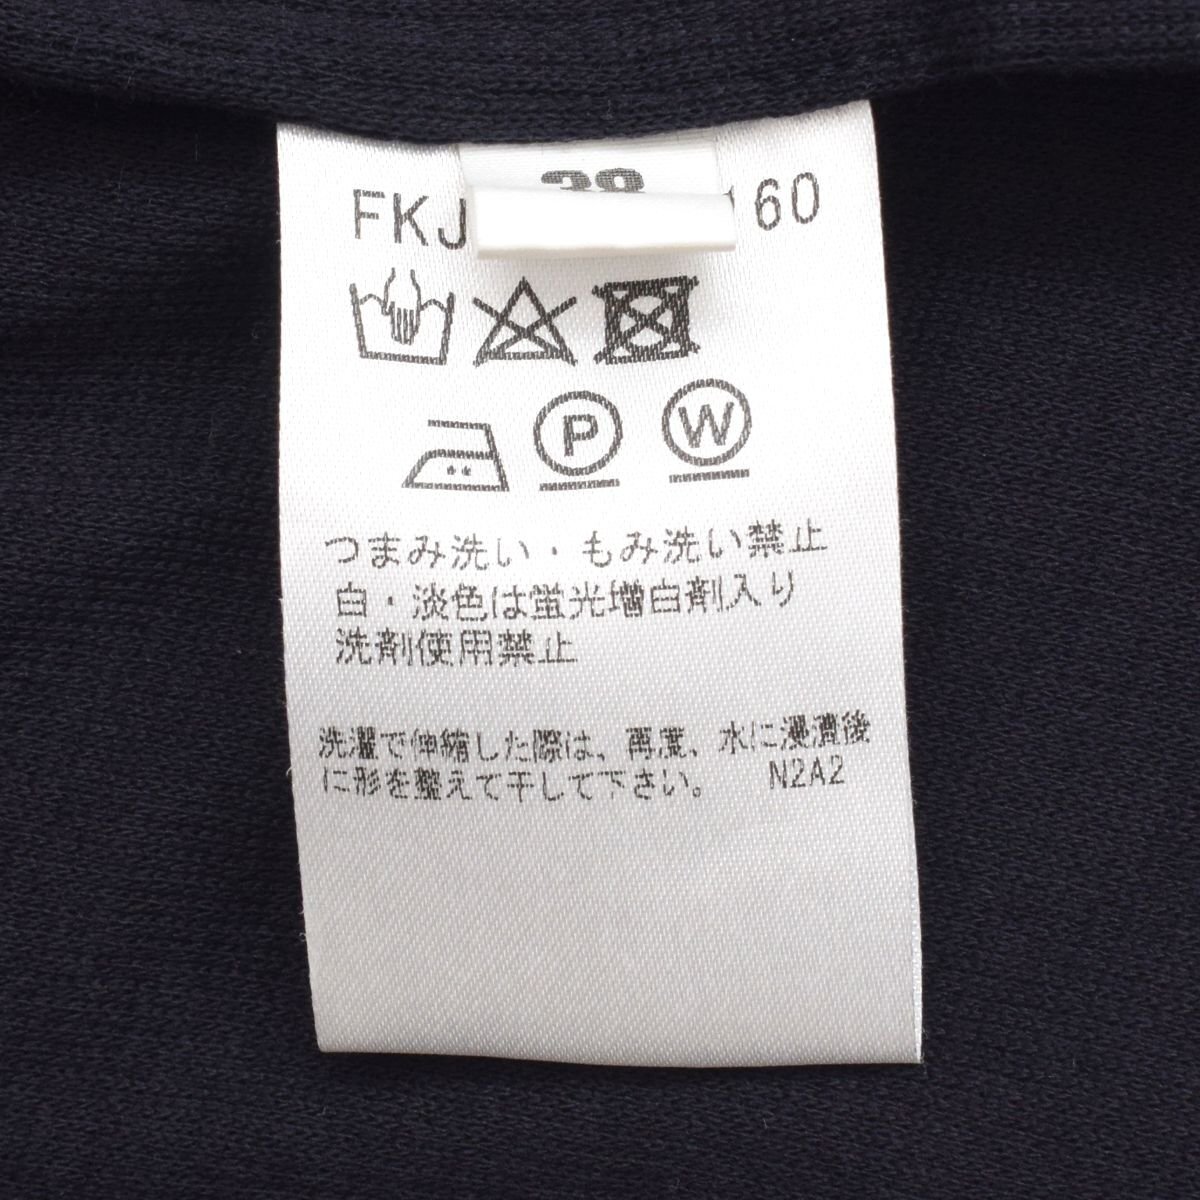 38
FKJ 160
P W
つまみ洗い・もみ洗い禁止
白・淡色は蛍光増白剤入り
洗剤使用禁止
洗濯で伸縮した際は、再度、水に浸漬後
に形を整えて干して下さい。 N2A2